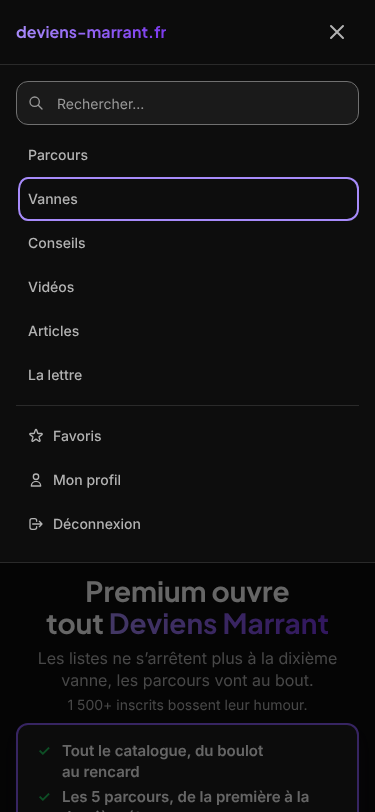 deviens-marrant.fr
Rechercher...
Parcours
Vannes
Conseils
Vidéos
Articles
La lettre
Favoris
Mon profil
Déconnexion
Premium ouvre
tout Deviens Marrant
Les listes ne s'arrêtent plus à la dixième
vanne, les parcours vont au bout.
1 500+ inscrits bossent leur humour.
Tout le catalogue, du boulot
au rencard
Les 5 parcours, de la première à la